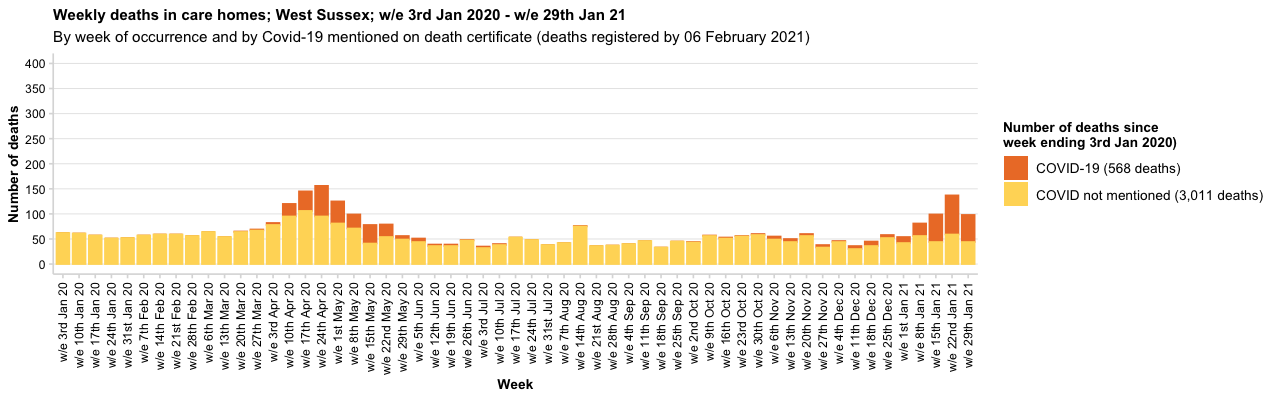 Weekly deaths in care homes; West Sussex; w/e 3rd Jan 2020 - w/e 29th Jan 21
By week of occurrence and by Covid-19 mentioned on death certificate (deaths registered by 06 February 2021)
Number of deaths
400
350
300
250
200
150
100
50
0
w/e 3rd Jan 20
w/e 10th Jan 20
w/e 17th Jan 20
w/e 24th Jan 20
w/e 31st Jan 20
w/e 7th Feb 20
w/e 14th Feb 20
w/e 21st Feb 20
w/e 28th Feb 20
w/e 6th Mar 20
w/e 13th Mar 20
w/e 20th Mar 20
w/e 27th Mar 20
w/e 3rd Apr 20
w/e 10th Apr 20
w/e 17th Apr 20
w/e 24th Apr 20
w/e 1st May 20
w/e 8th May 20
w/e 15th May 20
w/e 22nd May 20
w/e 29th May 20
w/e 5th Jun 20
w/e 12th Jun 20
w/e 19th Jun 20
w/e 26th Jun 20
w/e 3rd Jul 20
w/e 10th Jul 20
w/e 17th Jul 20
w/e 24th Jul 20
w/e 31st Jul 20
w/e 7th Aug 20
w/e 14th Aug 20
w/e 21st Aug 20
w/e 28th Aug 20
w/e 4th Sep 20
w/e 11th Sep 20
w/e 18th Sep 20
w/e 25th Sep 20
w/e 2nd Oct 20
w/e 9th Oct 20
w/e 16th Oct 20
w/e 23rd Oct 20
w/e 30th Oct 20
w/e 6th Nov 20
w/e 13th Nov 20
w/e 20th Nov 20
w/e 27th Nov 20
w/e 4th Dec 20
w/e 11th Dec 20
w/e 18th Dec 20
w/e 25th Dec 20
w/e 1st Jan 21
w/e 8th Jan 21
w/e 15th Jan 21
w/e 22nd Jan 21
w/e 29th Jan 21
Week
Number of deaths since
week ending 3rd Jan 2020)
COVID-19 (568 deaths)
COVID not mentioned (3,011 deaths)